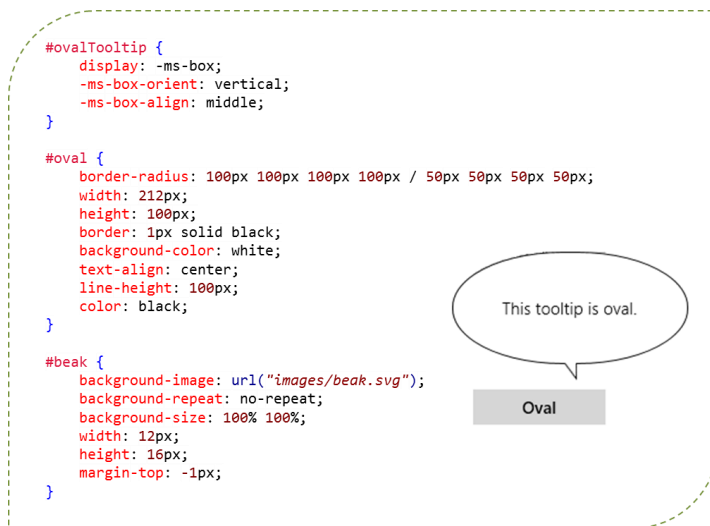 #ovalTooltip {
display: -ms-box;
-ms-box-orient: vertical;
-ms-box-align: middle;
}
#oval {
border-radius: 100px 100px 100px 100px / 50px 50px 50px 50px;
width: 212px;
height: 100px;
border: 1px solid black;
background-color: white;
text-align: center;
line-height: 100px;
color: black;
}
#beak {
background-image: url("images/beak.svg");
background-repeat: no-repeat;
background-size: 100% 100%;
width: 12px;
height: 16px;
margin-top: -1px;
}
This tooltip is oval.
Oval